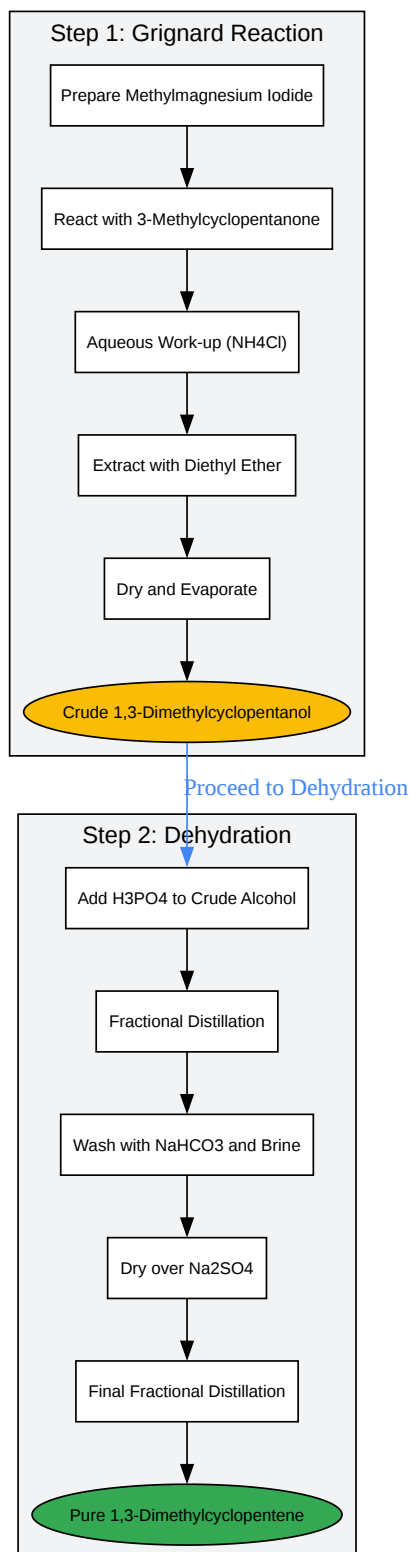 Step 1: Grignard Reaction
Prepare Methylmagnesium Iodide
React with 3-Methylcyclopentanone
Aqueous Work-up (NH4Cl)
Extract with Diethyl Ether
Dry and Evaporate
Crude 1,3-Dimethylcyclopentanol
Proceed to Dehydration
Step 2: Dehydration
Add H3PO4 to Crude Alcohol
Fractional Distillation
Wash with NaHCO3 and Brine
Dry over Na2SO4
Final Fractional Distillation
Pure 1,3-Dimethylcyclopentene